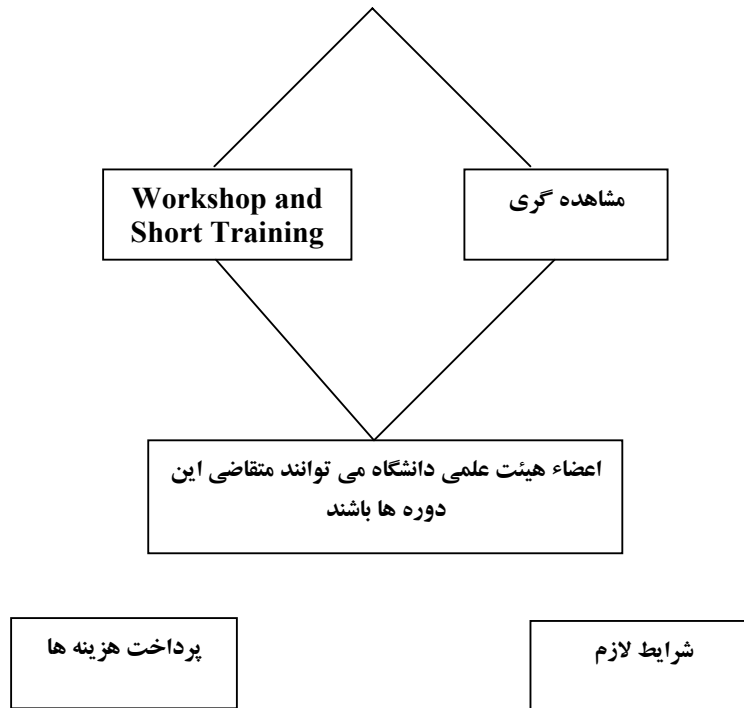 Workshop and
Short Training
مشاهده گری
اعضاء هیئت علمی دانشگاه می توانند متقاضی این
دوره ها باشند
شرایط لازم
پرداخت هزینه ها